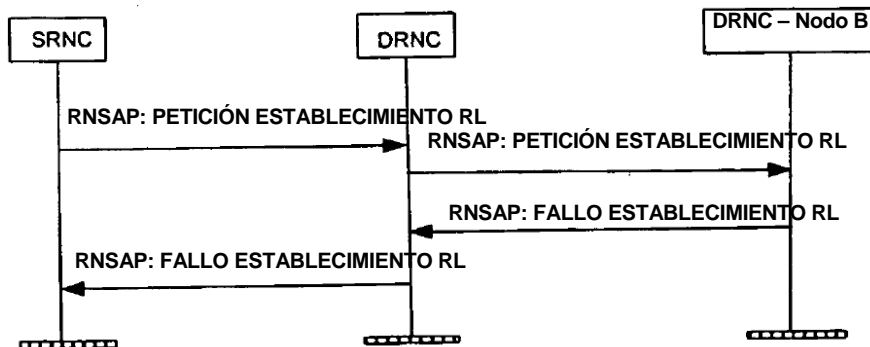 SRNC
DRNC
DRNC – Nodo B
RNSAP: PETICIÓN ESTABLECIMIENTO RL
RNSAP: PETICIÓN ESTABLECIMIENTO RL
RNSAP: FALLO ESTABLECIMIENTO RL
RNSAP: FALLO ESTABLECIMIENTO RL